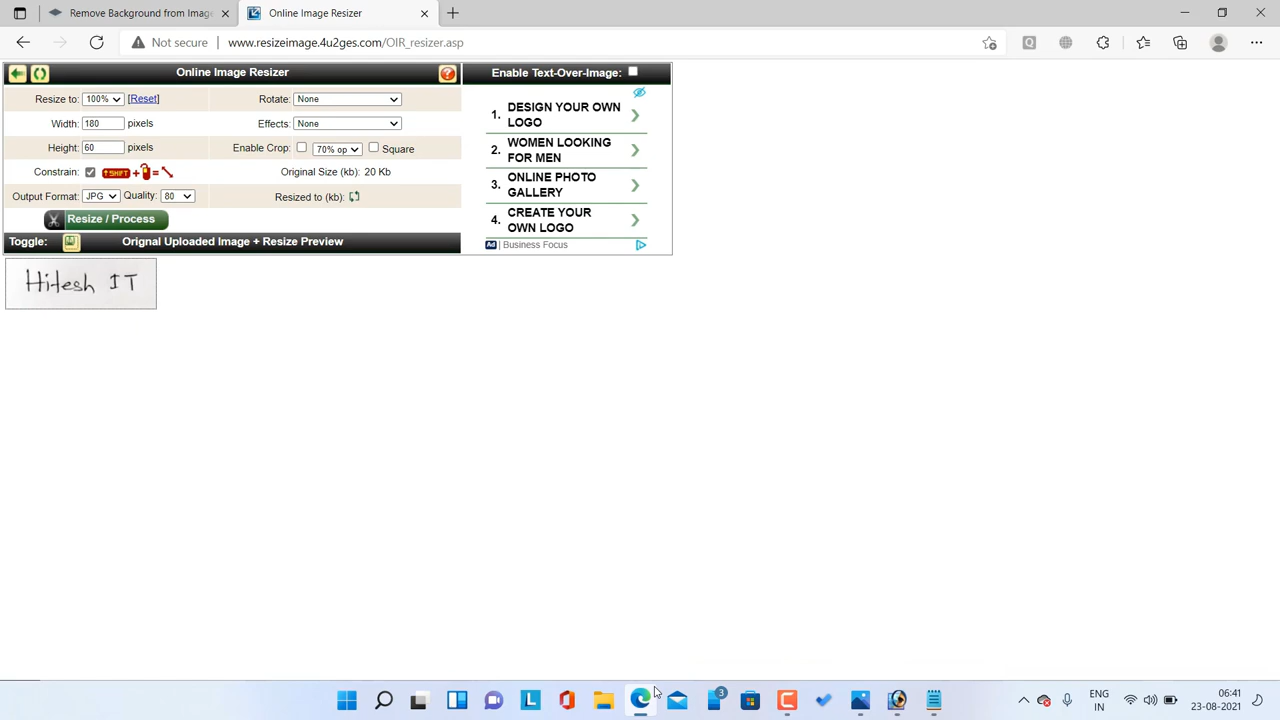 Remove Background from Imag
Online Image Resizer
Not secure www.resizeimage.4u2ges.com/OIR_resizer.asp
Online Image Resizer
Enable Text-Over-Image:
Resize to: 100% [Reset] Rotate: None
Width: 180 pixels Effects: None
Height: 60 pixels Enable Crop: 70% op Square
Constrain: SHIFT + = Original Size (kb): 20 Kb
Output Format: JPG Quality: 80 Resized to (kb):
Resize / Process
Toggle: Orignal Uploaded Image + Resize Preview
1. DESIGN YOUR OWN
LOGO
2. WOMEN LOOKING
FOR MEN
3. ONLINE PHOTO
GALLERY
4. CREATE YOUR
OWN LOGO
Ad Business Focus
Hitesh IT
3
ENG
IN
06:41
23-08-2021